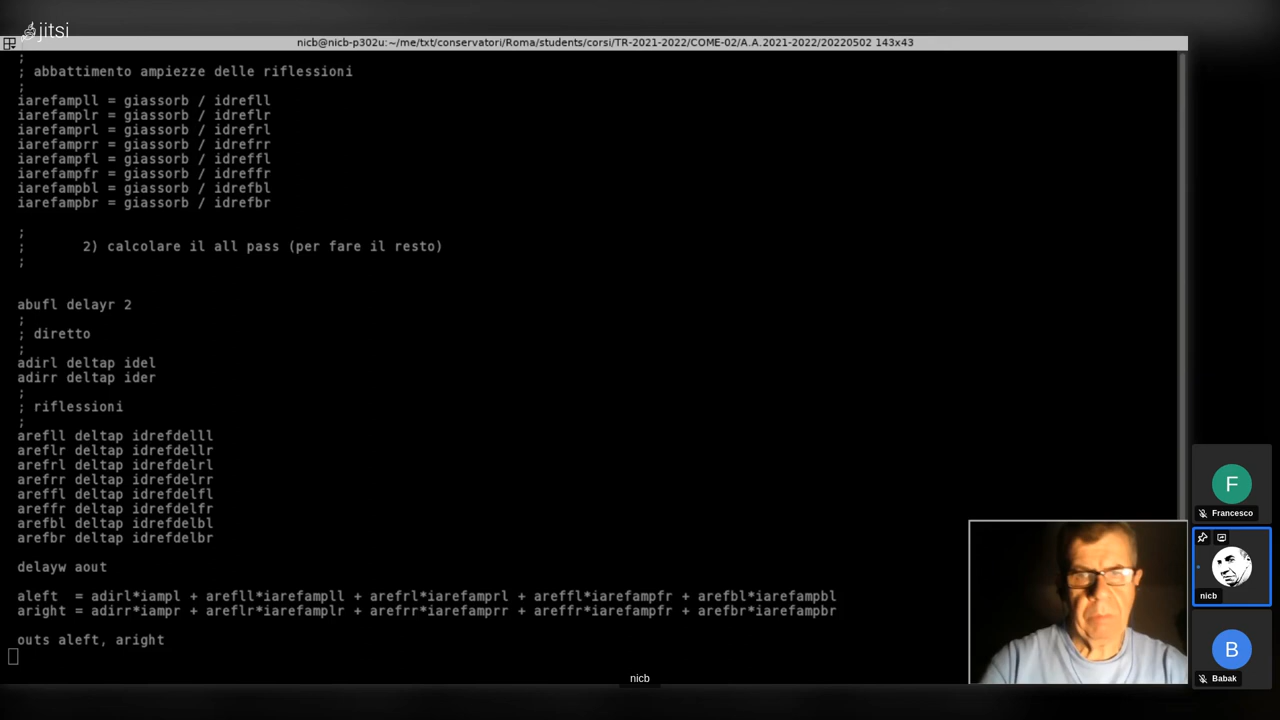 jitsi
nicb@nicb-p302u:~/me/txt/conservatori/Roma/students/corsi/TR-2021-2022/COME-02/A.A.2021-2022/20220502 143x43
;
; abbattimento ampiezze delle riflessioni
;
iarefampll = giassorb / idrefll
iarefamplr = giassorb / idreflr
iarefamprl = giassorb / idrefrl
iarefamprr = giassorb / idrefrr
iarefampfl = giassorb / idreffl
iarefampfr = giassorb / idreffr
iarefampbl = giassorb / idrefbl
iarefampbr = giassorb / idrefbr
;
;       2) calcolare il all pass (per fare il resto)
;
abufl delayr 2
;
; diretto
;
adirl deltap idel
adirr deltap ider
;
; riflessioni
;
arefll deltap idrefdelll
areflr deltap idrefdellr
arefrl deltap idrefdelrl
arefrr deltap idrefdelrr
areffl deltap idrefdelfl
areffr deltap idrefdelfr
arefbl deltap idrefdelbl
arefbr deltap idrefdelbr
delayw aout
aleft  = adirl*iampl + arefll*iarefampll + arefrl*iarefamprl + areffl*iarefampfr + arefbl*iarefampbl
aright = adirr*iampr + areflr*iarefamplr + arefrr*iarefamprr + areffr*iarefampfr + arefbr*iarefampbr
outs aleft, aright
nicb
F
Francesco
nicb
B
Babak